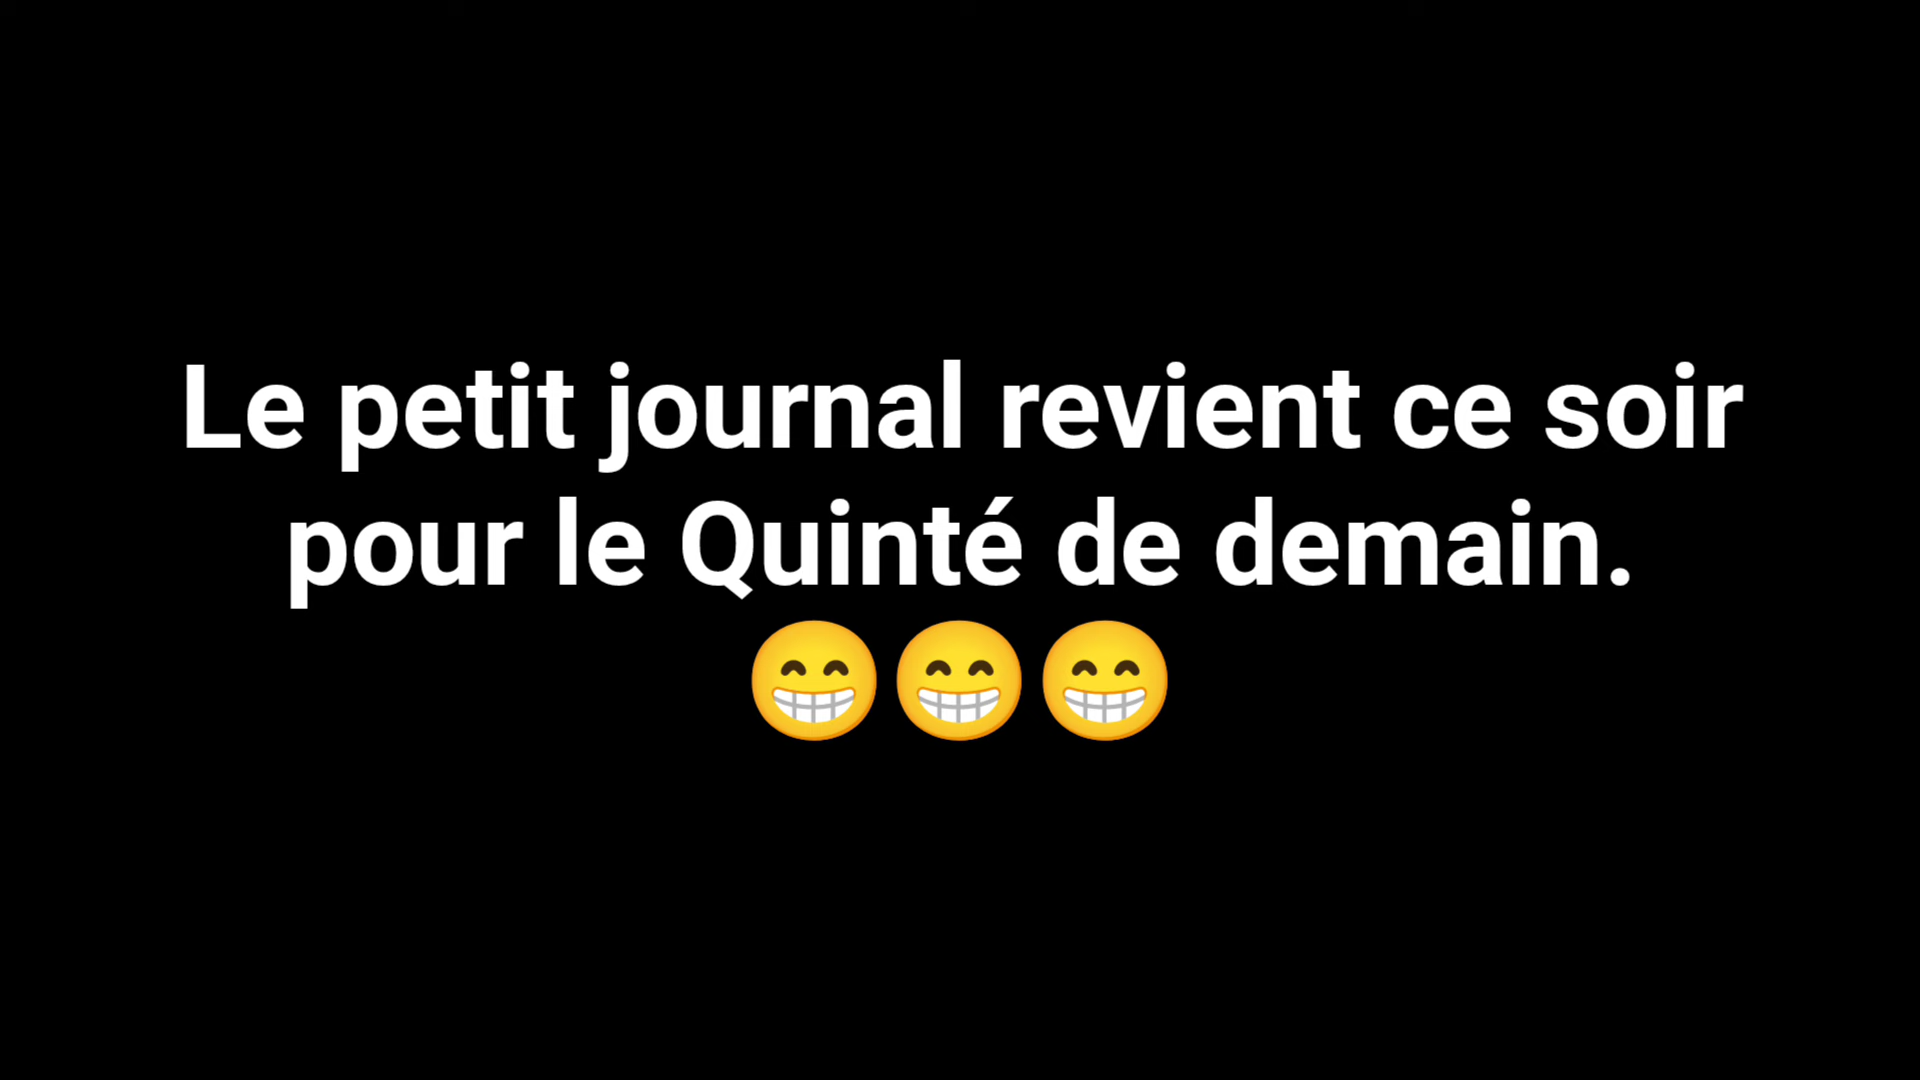 Le petit journal revient ce soir
pour le Quinté de demain.
😁😁😁